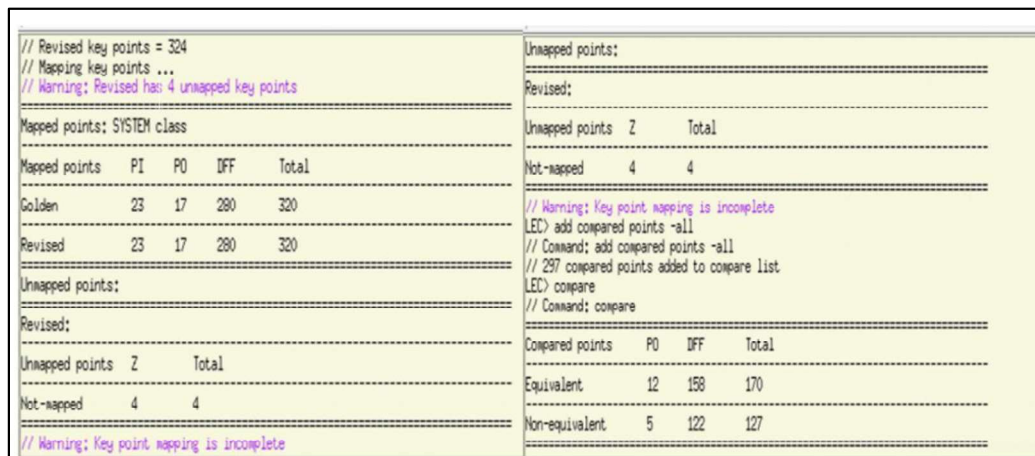 // Revised key points = 324
// Mapping key points ...
// Warning: Revised has 4 unmapped key points
================================================================
Mapped points: SYSTEM class
----------------------------------------------------------------
Mapped points PI PO DFF Total
----------------------------------------------------------------
Golden 23 17 280 320
----------------------------------------------------------------
Revised 23 17 280 320
================================================================
Unmapped points:
================================================================
Revised:
----------------------------------------------------------------
Unmapped points Z Total
----------------------------------------------------------------
Not-mapped 4 4
================================================================
// Warning: Key point mapping is incomplete
Unmapped points:
================================================================
Revised:
----------------------------------------------------------------
Unmapped points Z Total
----------------------------------------------------------------
Not-mapped 4 4
================================================================
// Warning: Key point mapping is incomplete
LEC> add compared points -all
// Command: add compared points -all
// 297 compared points added to compare list
LEC> compare
// Command: compare
================================================================
Compared points PO DFF Total
----------------------------------------------------------------
Equivalent 12 158 170
----------------------------------------------------------------
Non-equivalent 5 122 127
================================================================